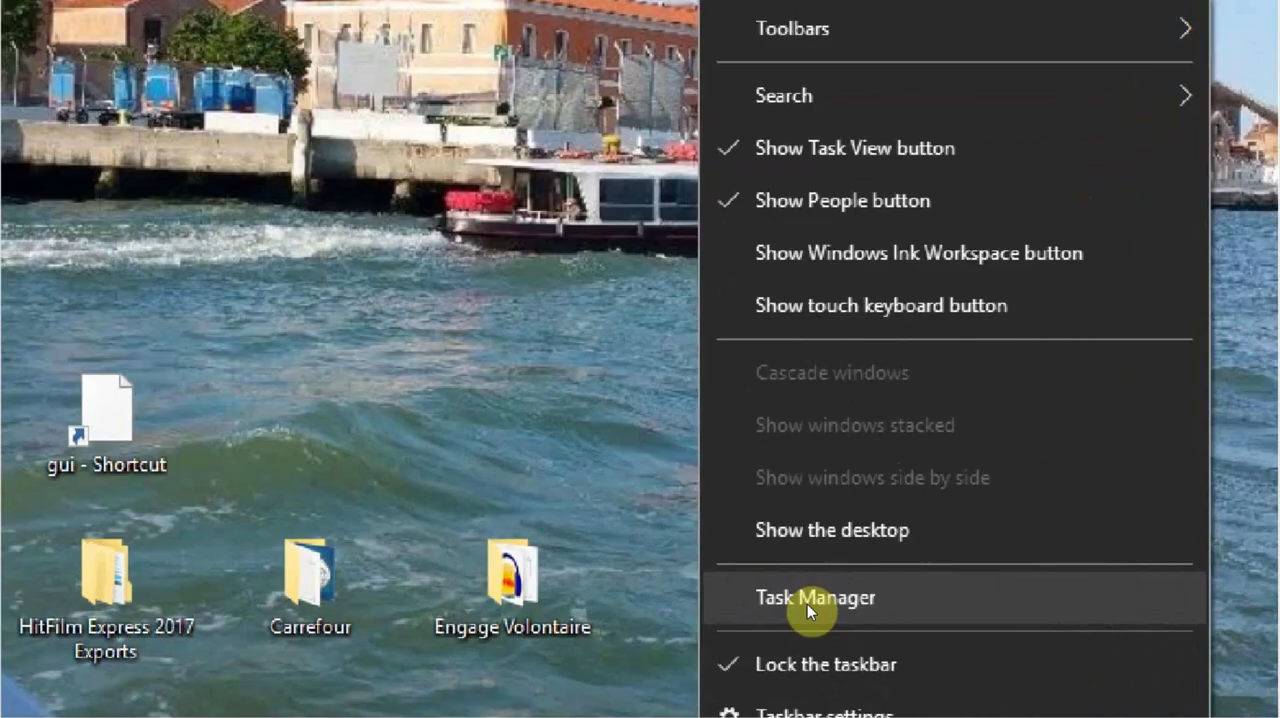 Toolbars
Search
Show Task View button
Show People button
Show Windows Ink Workspace button
Show touch keyboard button
Cascade windows
Show windows stacked
Show windows side by side
Show the desktop
Task Manager
Lock the taskbar
Taskbar settings
gui - Shortcut
HitFilm Express 2017
Exports
Carrefour
Engage Volontaire